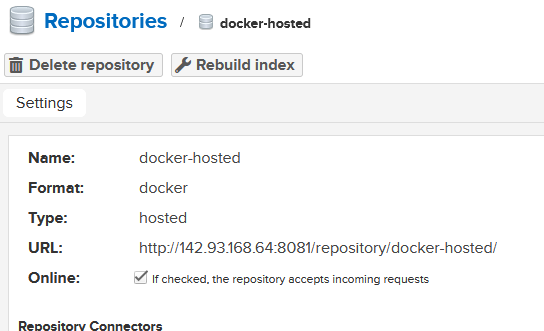 Repositories / docker-hosted
Delete repository Rebuild index
Settings
Name: docker-hosted
Format: docker
Type: hosted
URL: http://142.93.168.64:8081/repository/docker-hosted/
Online: If checked, the repository accepts incoming requests
Repository Connectors